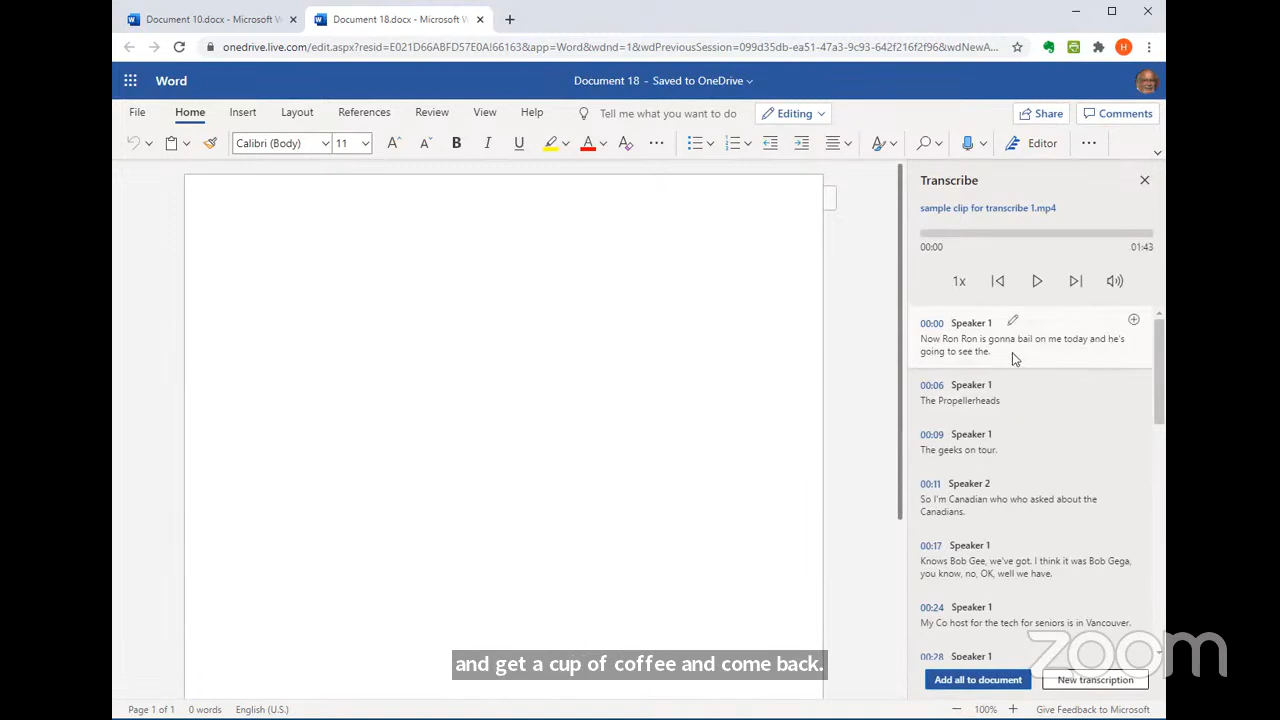 Document 10.docx - Microsoft W
Document 18.docx - Microsoft W
onedrive.live.com/edit.aspx?resid=E021D66ABFD57E0A!66163&app=Word&wdnd=1&wdPreviousSession=099d35db-ea51-47a3-9c93-642f216f2f96&wdNewA...
H
Word
Document 18 - Saved to OneDrive
File Home Insert Layout References Review View Help Tell me what you want to do Editing Share Comments
Calibri (Body) 11 A A B I U A A Editor
Transcribe
sample clip for transcribe 1.mp4
00:00 01:43
1x
00:00 Speaker 1
Now Ron Ron is gonna bail on me today and he's
going to see the.
00:06 Speaker 1
The Propellerheads
00:09 Speaker 1
The geeks on tour.
00:11 Speaker 2
So I'm Canadian who who asked about the
Canadians.
00:17 Speaker 1
Knows Bob Gee, we've got. I think it was Bob Gega,
you know, no, OK, well we have.
00:24 Speaker 1
My Co host for the tech for seniors is in Vancouver.
00:28 Speaker 1
and get a cup of coffee and come back.
zoom
Add all to document New transcription
Page 1 of 1 0 words English (U.S.) 100% Give Feedback to Microsoft